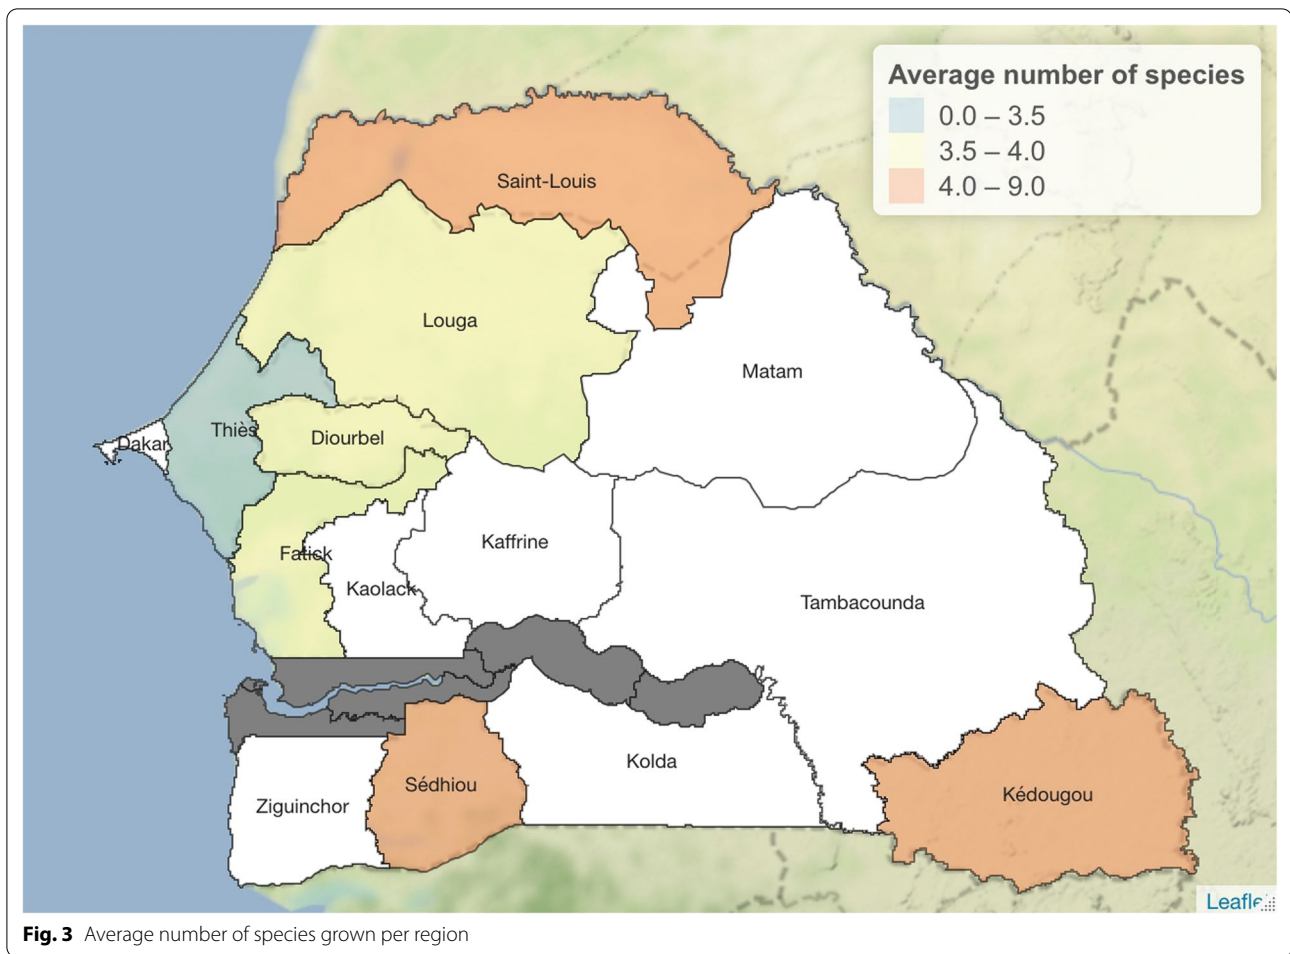 Average number of species
0.0 – 3.5
3.5 – 4.0
4.0 – 9.0
Saint-Louis
Louga
Matam
Thiès
Dakar
Diourbel
Kaffrine
Fatick
Kaolack
Tambacounda
Kolda
Sédhiou
Kédougou
Ziguinchor
Fig. 3 Average number of species grown per region